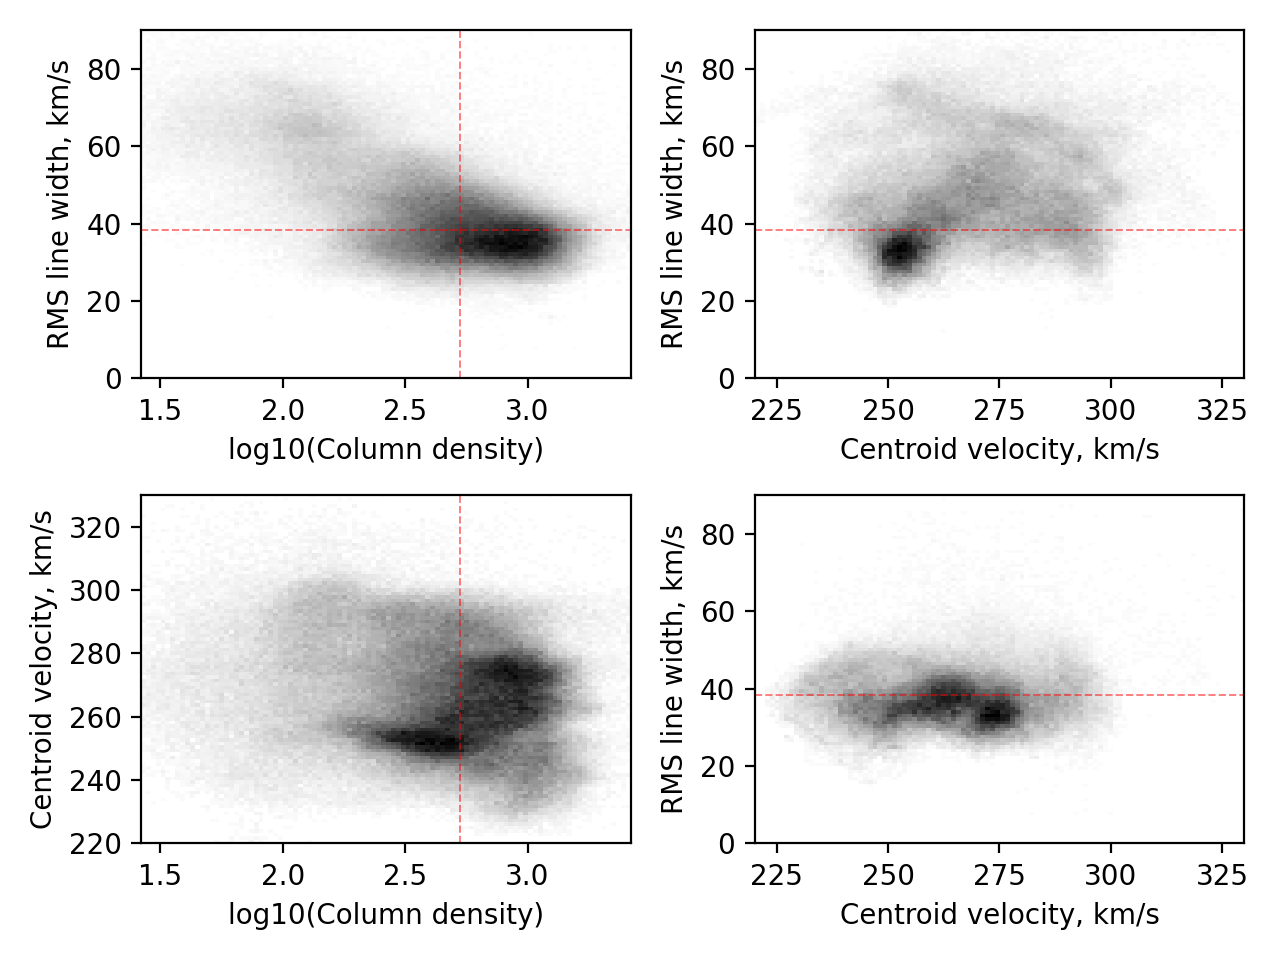 RMS line width, km/s
80
60
40
20
0
1.5 2.0 2.5 3.0
log10(Column density)
RMS line width, km/s
80
60
40
20
0
225 250 275 300 325
Centroid velocity, km/s
Centroid velocity, km/s
320
300
280
260
240
220
1.5 2.0 2.5 3.0
log10(Column density)
RMS line width, km/s
80
60
40
20
0
225 250 275 300 325
Centroid velocity, km/s